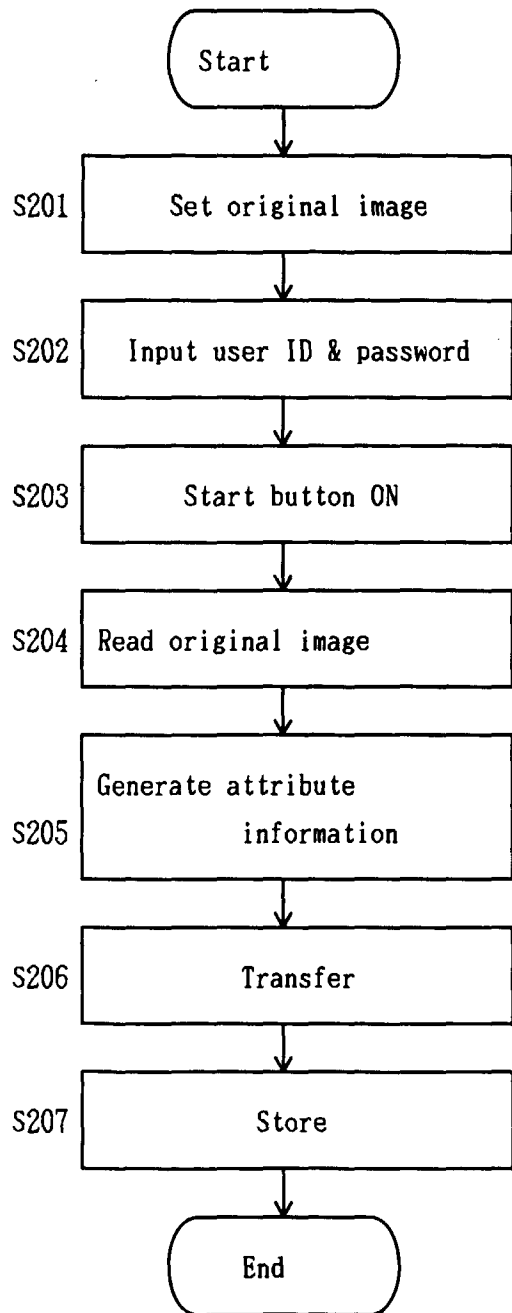 Start
S201 Set original image
S202 Input user ID & password
S203 Start button ON
S204 Read original image
Generate attribute
S205 information
S206 Transfer
S207 Store
End